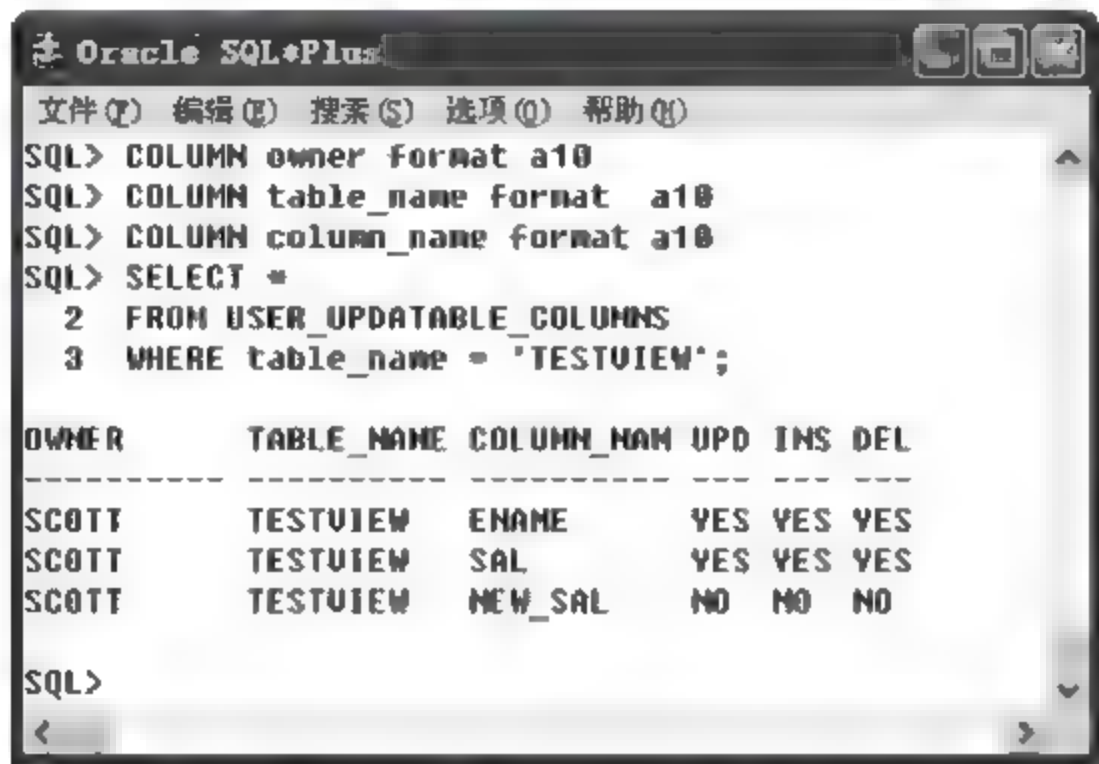 Oracle SQL*Plus
文件(F) 编辑(E) 搜索(S) 选项(O) 帮助(H)
SQL> COLUMN owner format a10
SQL> COLUMN table_name format  a10
SQL> COLUMN column_name format a10
SQL> SELECT *
  2  FROM USER_UPDATABLE_COLUMNS
  3  WHERE table_name = 'TESTVIEW';
OWNER      TABLE_NAME COLUMN_NAM UPD INS DEL
---------- ---------- ---------- --- --- ---
SCOTT      TESTVIEW   ENAME      YES YES YES
SCOTT      TESTVIEW   SAL        YES YES YES
SCOTT      TESTVIEW   NEW_SAL    NO  NO  NO
SQL>